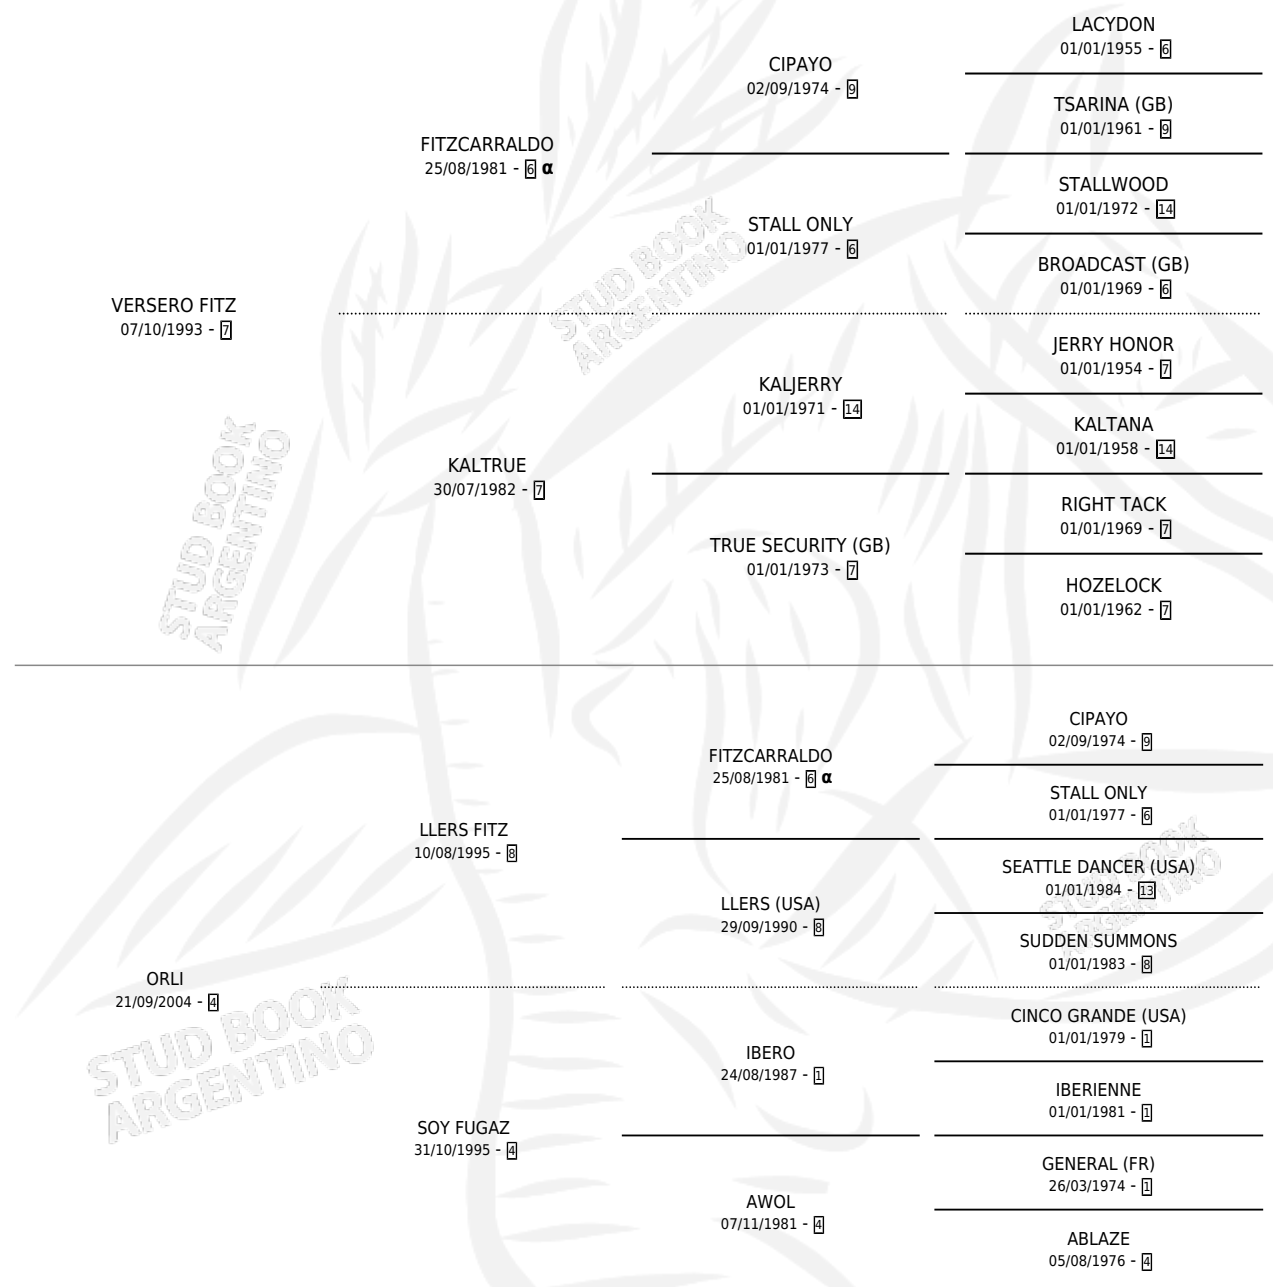 LACYDON
01/01/1955 - 6
CIPAYO
02/09/1974 - 9
TSARINA (GB)
01/01/1961 - 9
FITZCARRALDO
25/08/1981 - 6 α
STALLWOOD
01/01/1972 - 14
STALL ONLY
01/01/1977 - 6
BROADCAST (GB)
01/01/1969 - 6
VERSERO FITZ
07/10/1993 - 7
JERRY HONOR
01/01/1954 - 7
KALJERRY
01/01/1971 - 14
KALTANA
01/01/1958 - 14
KALTRUE
30/07/1982 - 7
RIGHT TACK
01/01/1969 - 7
TRUE SECURITY (GB)
01/01/1973 - 7
HOZELOCK
01/01/1962 - 7
STUD BOOK
ARGENTINO
STUD BOOK
ARGENTINO
CIPAYO
02/09/1974 - 9
FITZCARRALDO
25/08/1981 - 6 α
STALL ONLY
01/01/1977 - 6
LLERS FITZ
10/08/1995 - 8
SEATTLE DANCER (USA)
01/01/1984 - 13
LLERS (USA)
29/09/1990 - 8
SUDDEN SUMMONS
01/01/1983 - 8
ORLI
21/09/2004 - 4
CINCO GRANDE (USA)
01/01/1979 - 1
IBERO
24/08/1987 - 1
IBERIENNE
01/01/1981 - 1
SOY FUGAZ
31/10/1995 - 4
GENERAL (FR)
26/03/1974 - 1
AWOL
07/11/1981 - 4
ABLAZE
05/08/1976 - 4
STUD BOOK
ARGENTINO
STUD BOOK
ARGENTINO